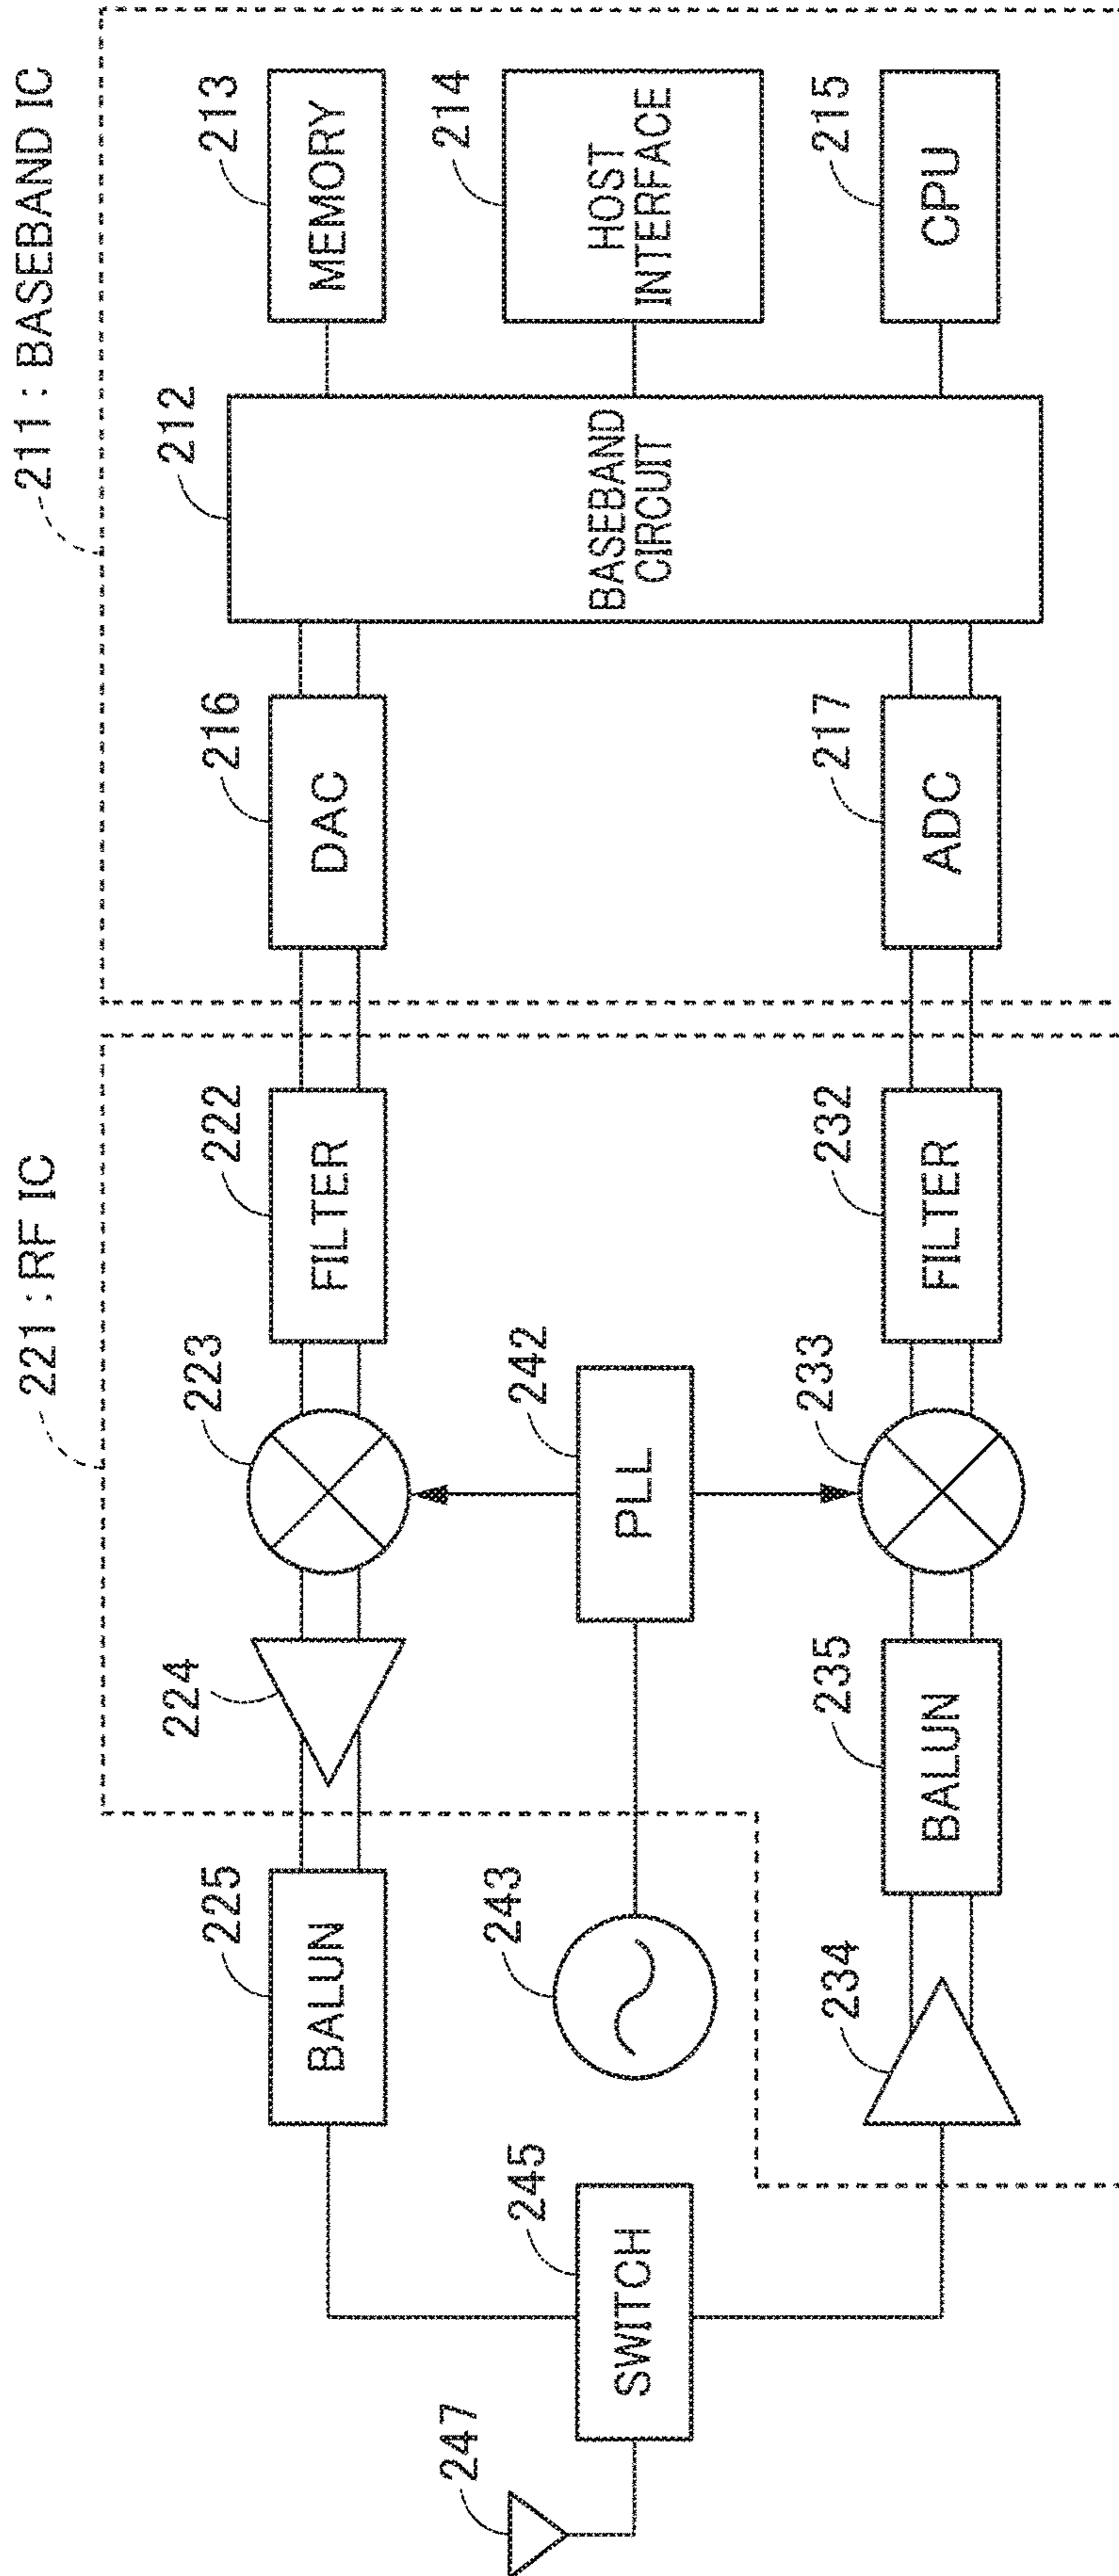 221 : RF IC
211 : BASEBAND IC
247
SWITCH
245
BALUN
225
224
223
FILTER
222
DAC
216
BASEBAND
CIRCUIT
212
MEMORY
213
HOST
INTERFACE
214
CPU
215
243
PLL
242
234
BALUN
235
233
FILTER
232
ADC
217